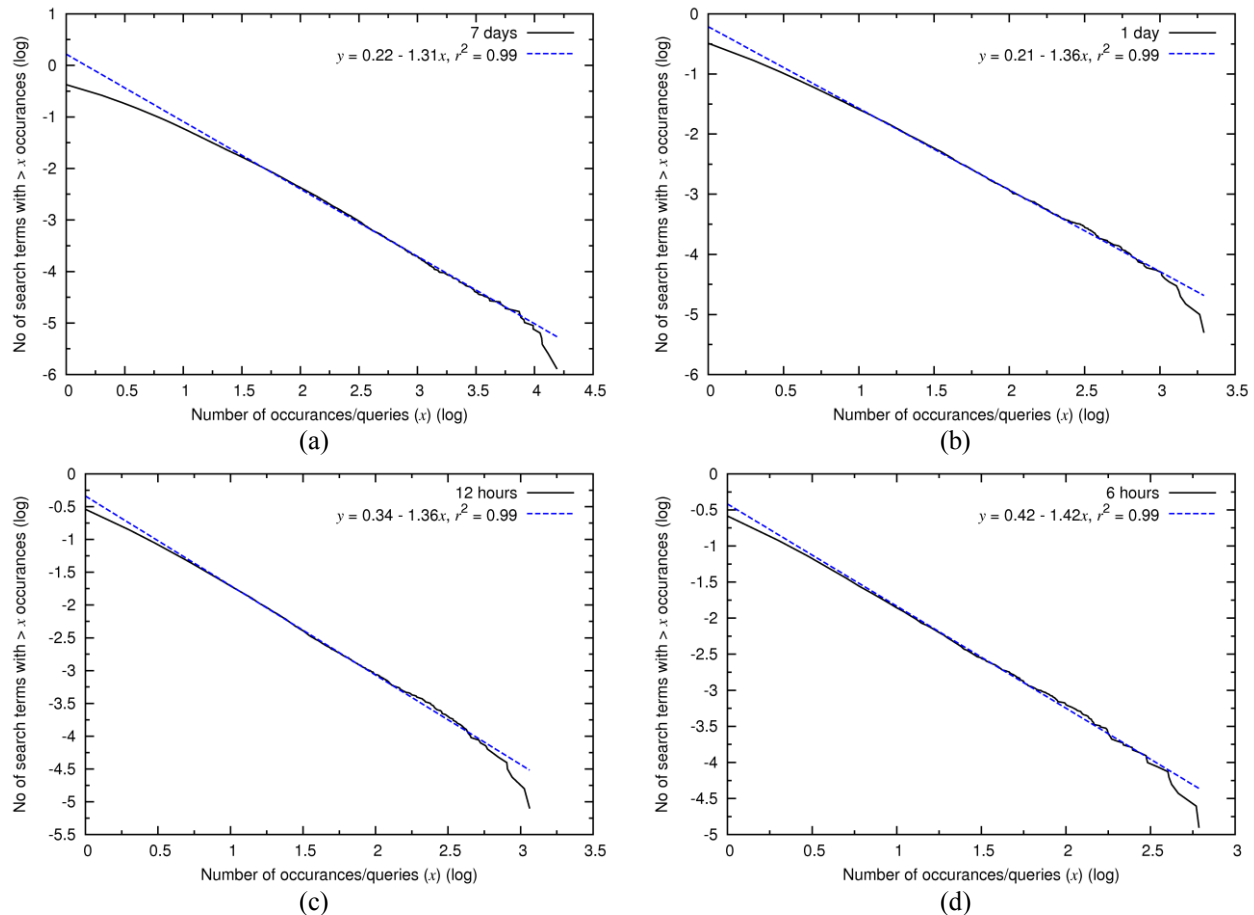 7 days
y = 0.22 - 1.31x, r² = 0.99
No of search terms with > x occurances (log)
1
0
-1
-2
-3
-4
-5
-6
0 0.5 1 1.5 2 2.5 3 3.5 4 4.5
Number of occurances/queries (x) (log)
(a)
1 day
y = 0.21 - 1.36x, r² = 0.99
No of search terms with > x occurances (log)
0
-1
-2
-3
-4
-5
-6
0 0.5 1 1.5 2 2.5 3 3.5
Number of occurances/queries (x) (log)
(b)
12 hours
y = 0.34 - 1.36x, r² = 0.99
No of search terms with > x occurances (log)
0
-0.5
-1
-1.5
-2
-2.5
-3
-3.5
-4
-4.5
-5
-5.5
0 0.5 1 1.5 2 2.5 3 3.5
Number of occurances/queries (x) (log)
(c)
6 hours
y = 0.42 - 1.42x, r² = 0.99
No of search terms with > x occurances (log)
0
-0.5
-1
-1.5
-2
-2.5
-3
-3.5
-4
-4.5
-5
0 0.5 1 1.5 2 2.5 3
Number of occurances/queries (x) (log)
(d)